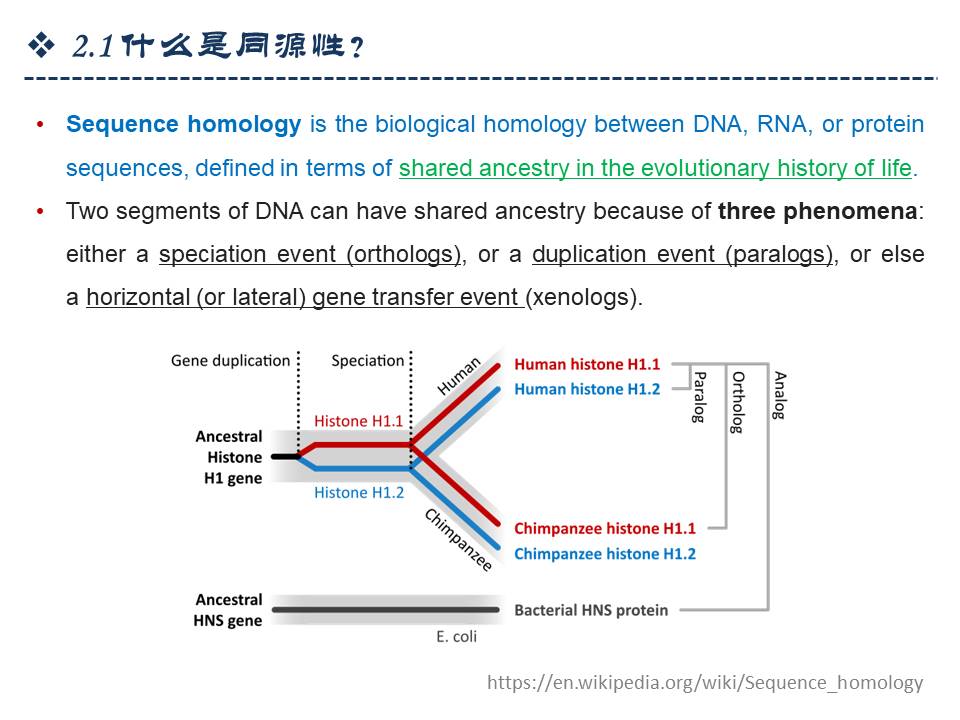 ❖ 2.1什么是同源性?
• Sequence homology is the biological homology between DNA, RNA, or protein
sequences, defined in terms of shared ancestry in the evolutionary history of life.
• Two segments of DNA can have shared ancestry because of three phenomena:
either a speciation event (orthologs), or a duplication event (paralogs), or else
a horizontal (or lateral) gene transfer event (xenologs).
Gene duplication
Speciation
Human
Human histone H1.1
Human histone H1.2
Paralog
Ortholog
Analog
Histone H1.1
Ancestral
Histone
H1 gene
Histone H1.2
Chimpanzee
Chimpanzee histone H1.1
Chimpanzee histone H1.2
Ancestral
HNS gene
Bacterial HNS protein
E. coli
https://en.wikipedia.org/wiki/Sequence_homology